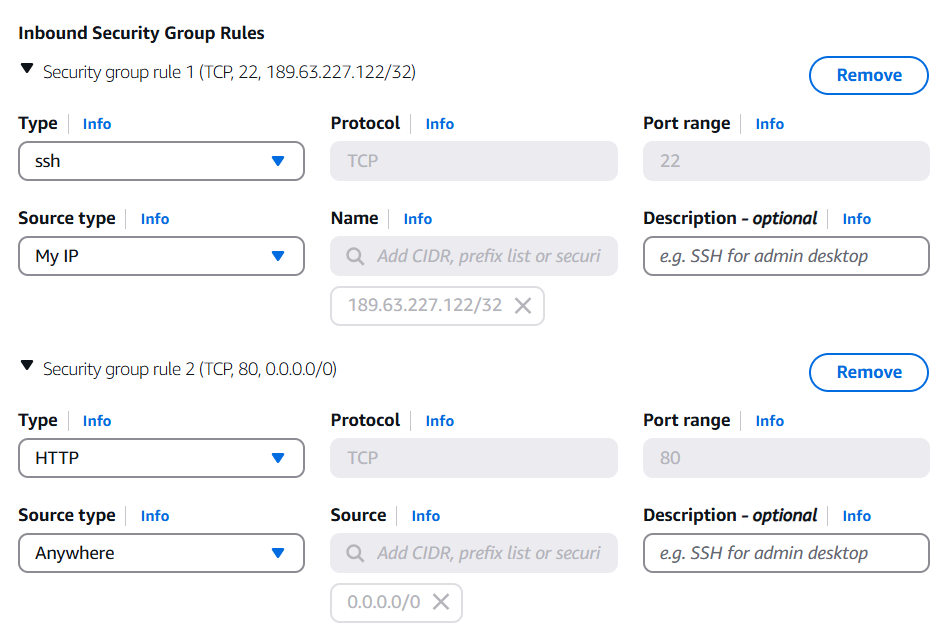 Inbound Security Group Rules
Security group rule 1 (TCP, 22, 189.63.227.122/32)
Remove
Type Info Protocol Info Port range Info
ssh TCP 22
Source type Info Name Info Description - optional Info
My IP Add CIDR, prefix list or securi e.g. SSH for admin desktop
189.63.227.122/32
Security group rule 2 (TCP, 80, 0.0.0.0/0)
Remove
Type Info Protocol Info Port range Info
HTTP TCP 80
Source type Info Source Info Description - optional Info
Anywhere Add CIDR, prefix list or securi e.g. SSH for admin desktop
0.0.0.0/0